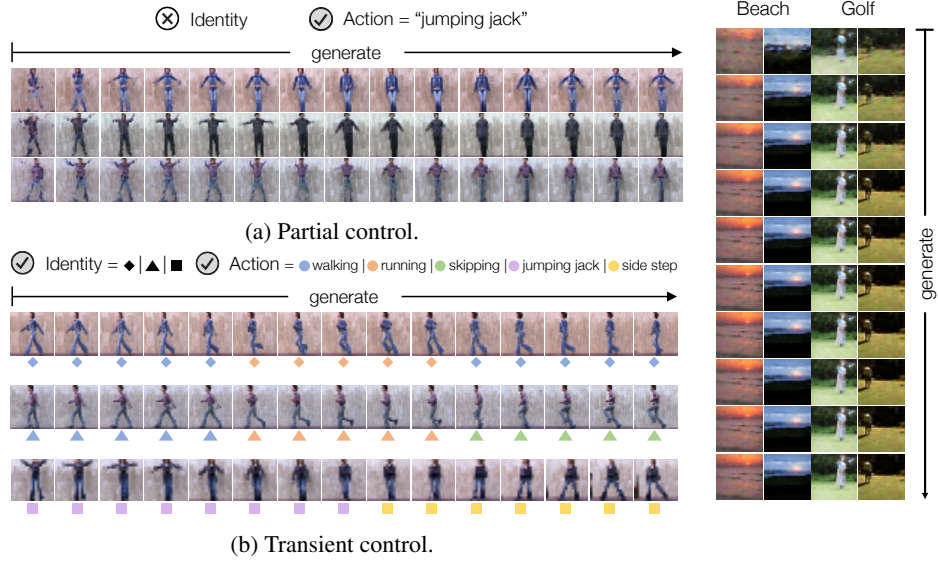 Identity Action = “jumping jack”
generate
(a) Partial control.
Identity = ◆ | ▲ | ■ Action = walking | running | skipping | jumping jack | side step
generate
(b) Transient control.
Beach Golf
generate